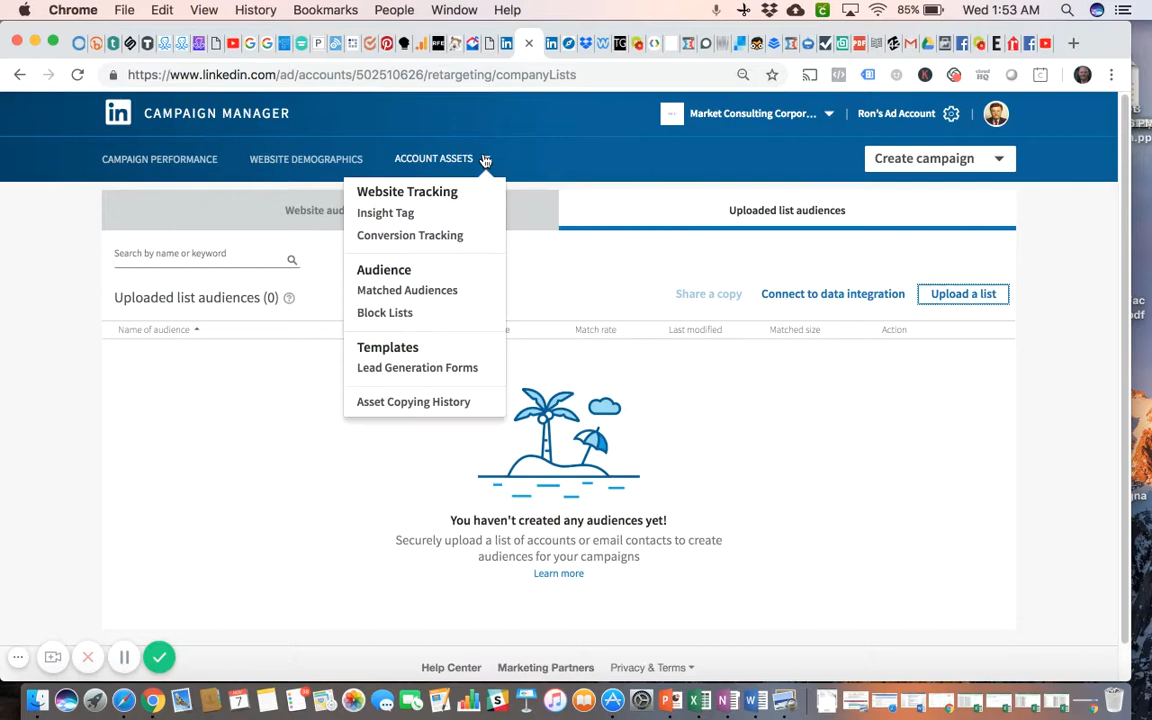 Chrome File Edit View History Bookmarks People Window Help
85% Wed 1:53 AM
https://www.linkedin.com/ad/accounts/502510626/retargeting/companyLists
in CAMPAIGN MANAGER
Market Consulting Corpor... Ron's Ad Account
CAMPAIGN PERFORMANCE WEBSITE DEMOGRAPHICS ACCOUNT ASSETS
Create campaign
Website Tracking
Insight Tag
Conversion Tracking
Audience
Matched Audiences
Block Lists
Templates
Lead Generation Forms
Asset Copying History
Website aud
Uploaded list audiences
Search by name or keyword
Uploaded list audiences (0)
Share a copy Connect to data integration Upload a list
Name of audience Match rate Last modified Matched size Action
You haven't created any audiences yet!
Securely upload a list of accounts or email contacts to create
audiences for your campaigns
Learn more
Help Center Marketing Partners Privacy & Terms